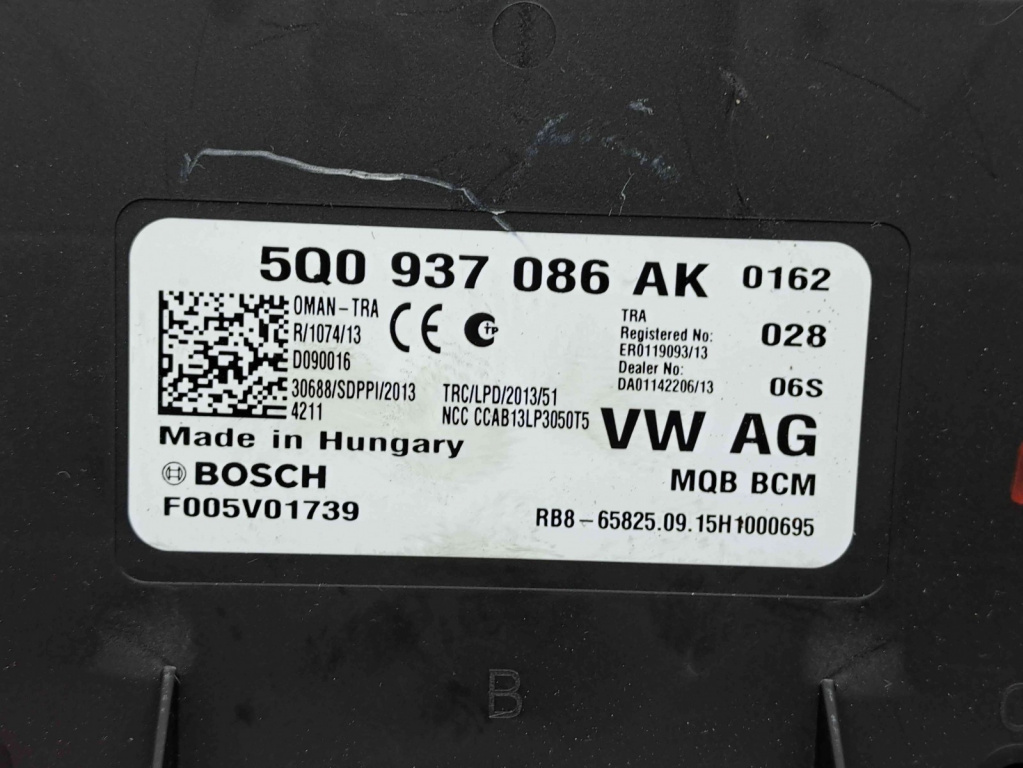 5Q0 937 086 AK 0162
OMAN-TRA
R/1074/13
D090016
30688/SDPPI/2013
4211
CE
TP
TRC/LPD/2013/51
NCC CCAB13LP3050T5
TRA
Registered No:
ER0119093/13
Dealer No:
DA01142206/13
028
06S
VW AG
Made in Hungary
BOSCH
F005V01739
MQB BCM
RB8-65825.09.15H1000695
B